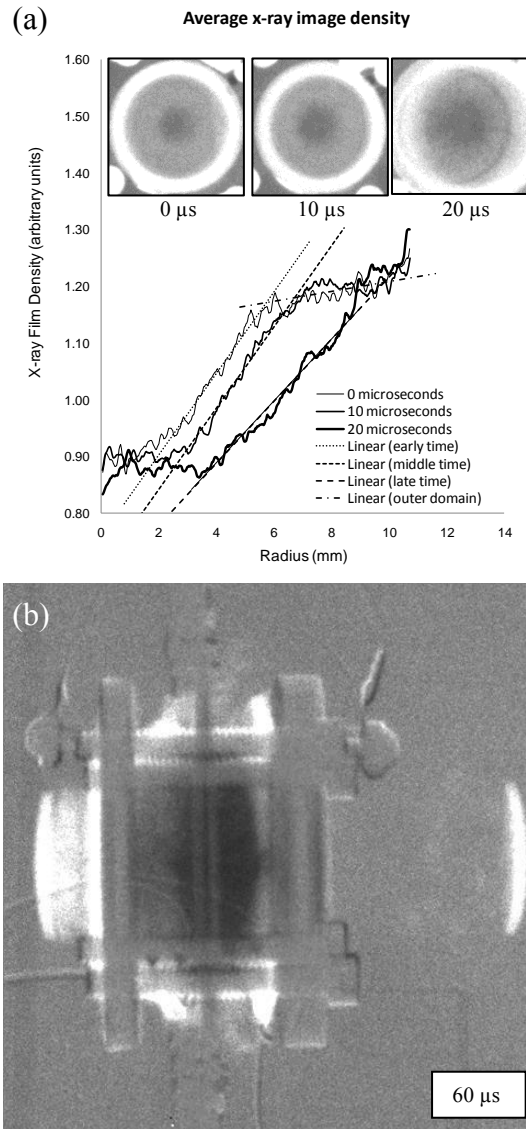 (a)
Average x-ray image density
X-ray Film Density (arbitrary units)
1.60
1.50
1.40
1.30
1.20
1.10
1.00
0.90
0.80
0 µs
10 µs
20 µs
0 microseconds
10 microseconds
20 microseconds
Linear (early time)
Linear (middle time)
Linear (late time)
Linear (outer domain)
0 2 4 6 8 10 12 14
Radius (mm)
(b)
60 µs